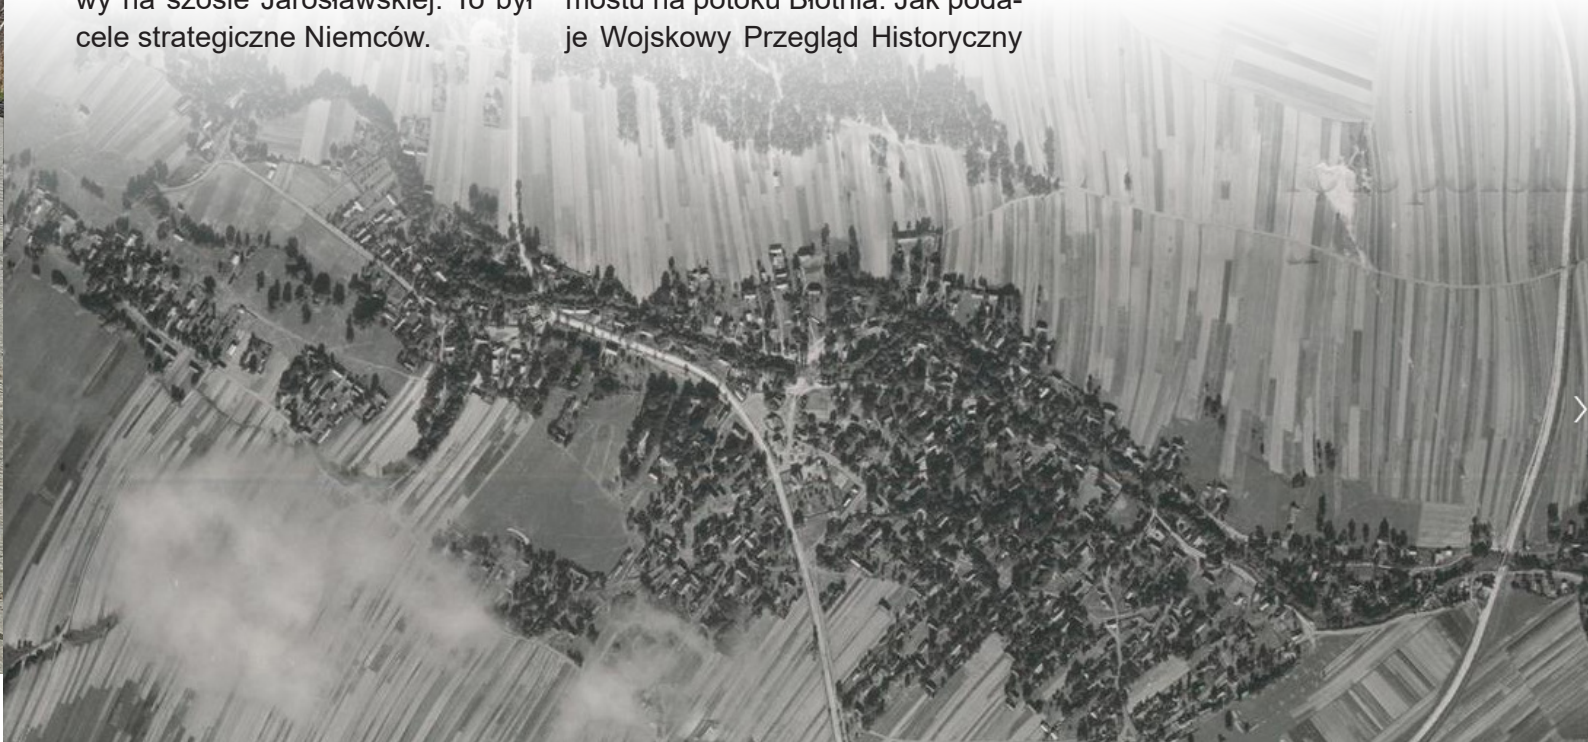 wy na szosie Jarosławskiej. To był
cele strategiczne Niemców.
mostu na potoku Błotnia. Jak poda-
je Wojskowy Przegląd Historyczny